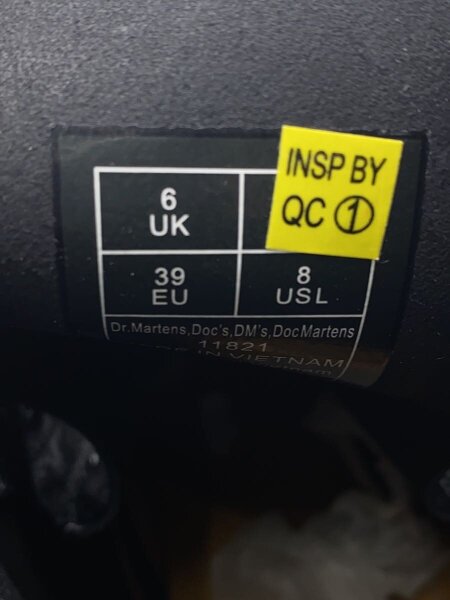 INSP BY
QC ①
6
UK
39
EU
8
USL
Dr.Martens,Doc's,DM's,DocMartens
11821
IN VIETNAM